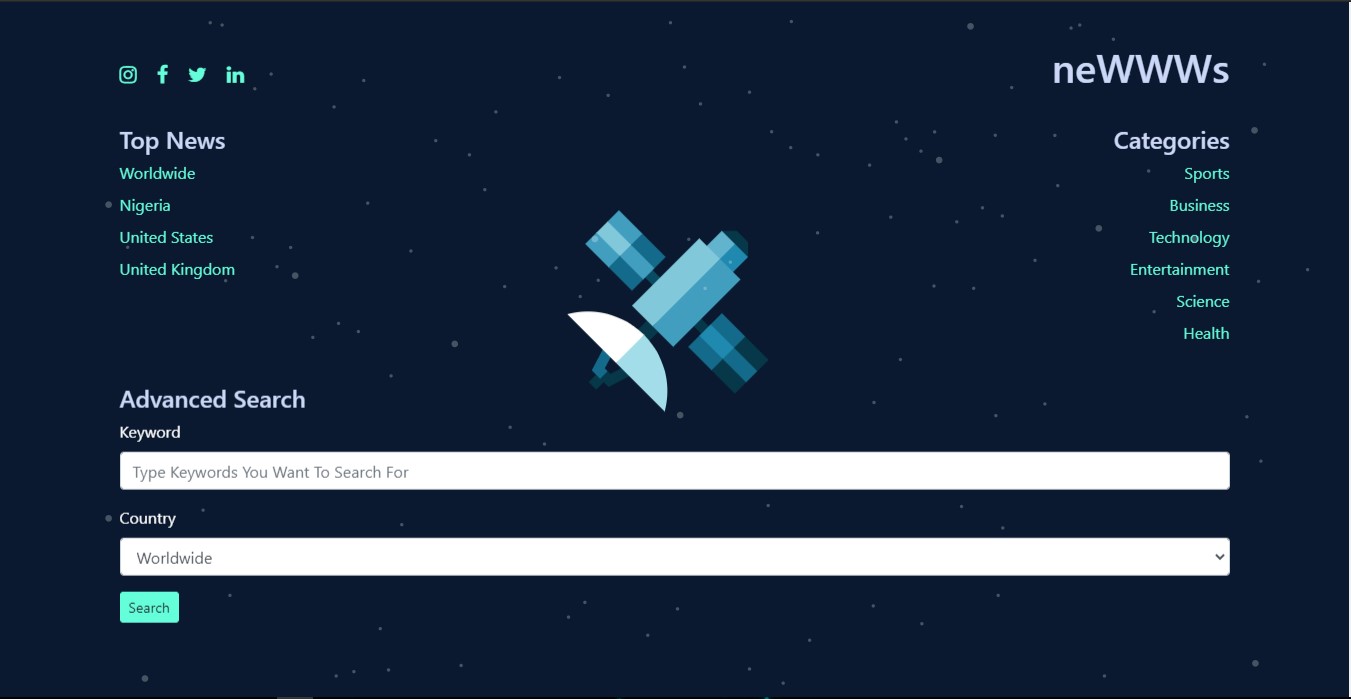 neWWWs
Top News
Worldwide
Nigeria
United States
United Kingdom
Categories
Sports
Business
Technology
Entertainment
Science
Health
Advanced Search
Keyword
Type Keywords You Want To Search For
Country
Worldwide
Search